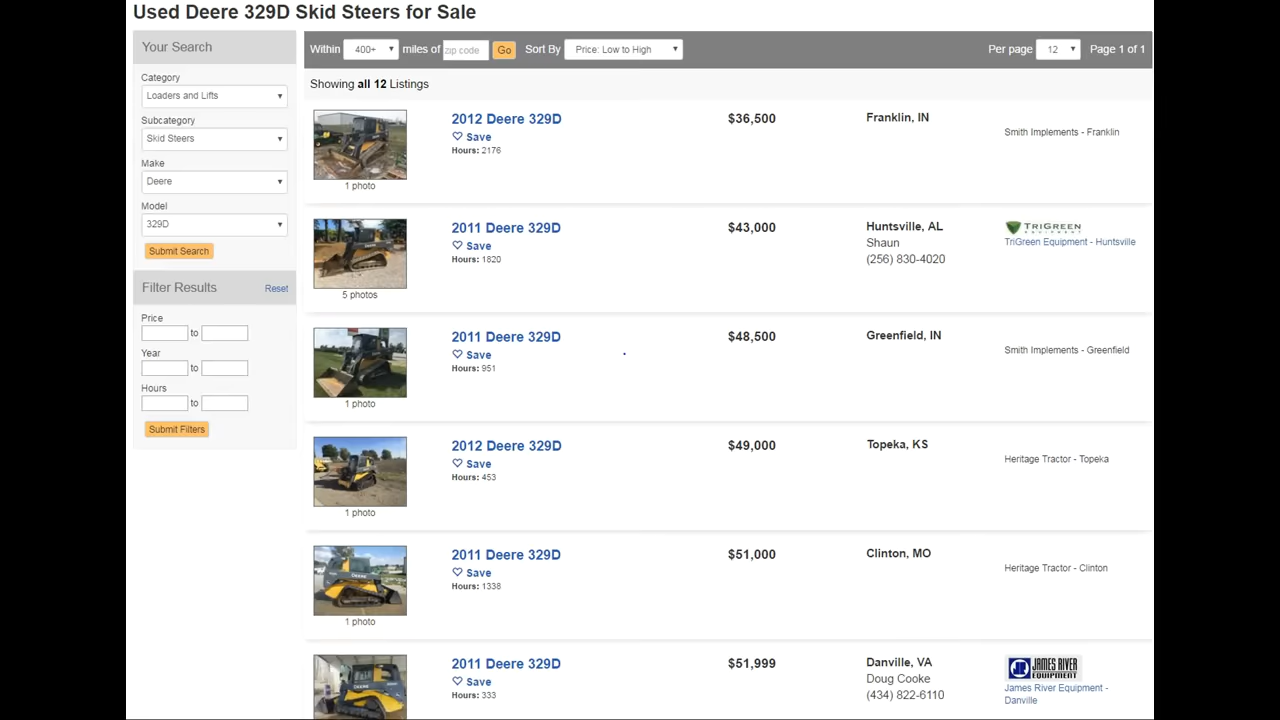 Used Deere 329D Skid Steers for Sale
Your Search
Category
Loaders and Lifts
Subcategory
Skid Steers
Make
Deere
Model
329D
Submit Search
Filter Results Reset
Price
to
Year
to
Hours
to
Submit Filters
Within 400+ miles of zip code Go Sort By Price: Low to High Per page 12 Page 1 of 1
Showing all 12 Listings
2012 Deere 329D $36,500 Franklin, IN
Save
Hours: 2176
Smith Implements - Franklin
1 photo
2011 Deere 329D $43,000 Huntsville, AL
Save
Hours: 1820
Shaun
(256) 830-4020
TRIGREEN
EQUIPMENT
TriGreen Equipment - Huntsville
5 photos
2011 Deere 329D $48,500 Greenfield, IN
Save
Hours: 951
Smith Implements - Greenfield
1 photo
2012 Deere 329D $49,000 Topeka, KS
Save
Hours: 453
Heritage Tractor - Topeka
1 photo
2011 Deere 329D $51,000 Clinton, MO
Save
Hours: 1338
Heritage Tractor - Clinton
1 photo
2011 Deere 329D $51,999 Danville, VA
Save
Hours: 333
Doug Cooke
(434) 822-6110
JAMES RIVER
EQUIPMENT
James River Equipment -
Danville